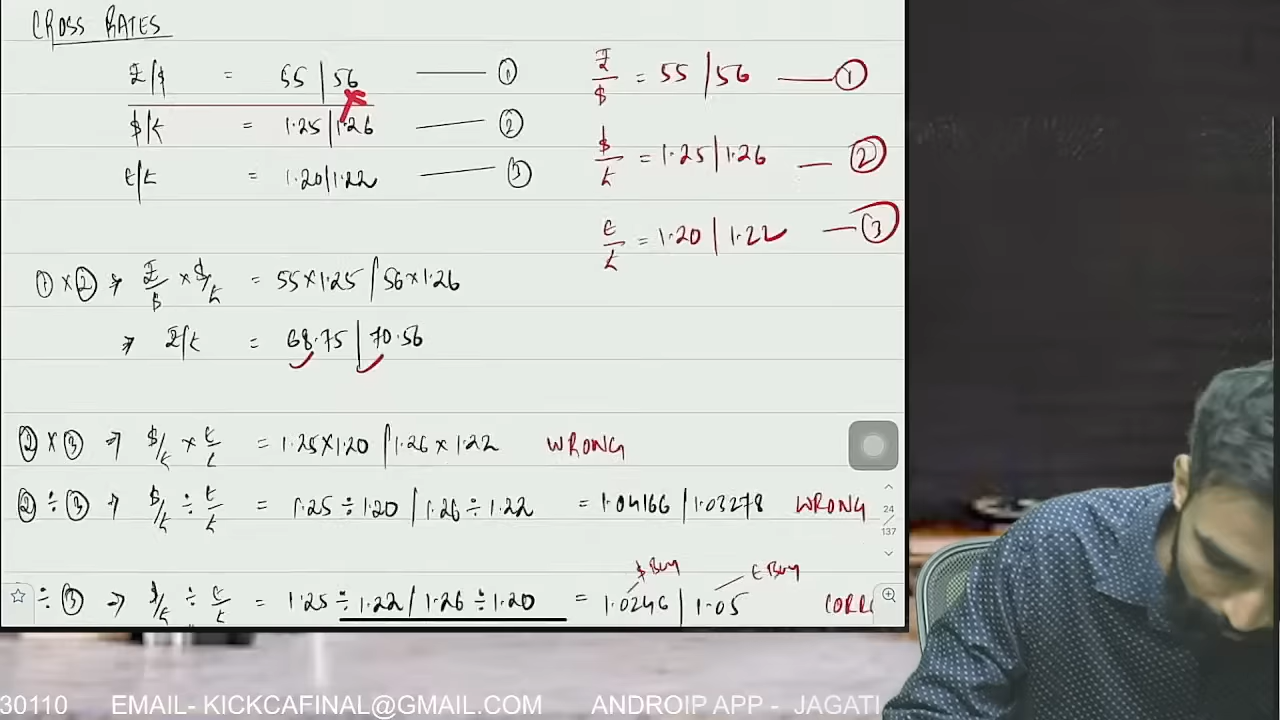 CROSS RATES
₹/$ = 55 | 56 —— ①
$/£ = 1.25 | 1.26 —— ②
€/£ = 1.20 | 1.22 —— ③
₹/$ = 55 | 56 —— ①
$/£ = 1.25 | 1.26 — ②
€/£ = 1.20 | 1.22 — ③
① × ② ⇒ ₹/$ × $/£ = 55 × 1.25 | 56 × 1.26
⇒ ₹/£ = 68.75 | 70.56
② × ③ ⇒ $/£ × €/£ = 1.25 × 1.20 | 1.26 × 1.22 WRONG
② ÷ ③ ⇒ $/£ ÷ €/£ = 1.25 ÷ 1.20 | 1.26 ÷ 1.22 = 1.04166 | 1.03278 WRONG
$ Buy € Buy
÷ ③ ⇒ $/£ ÷ €/£ = 1.25 ÷ 1.22 / 1.26 ÷ 1.20 = 1.0246 | 1.05
24
137
30110 EMAIL- KICKCAFINAL@GMAIL.COM ANDROIP APP - JAGATI